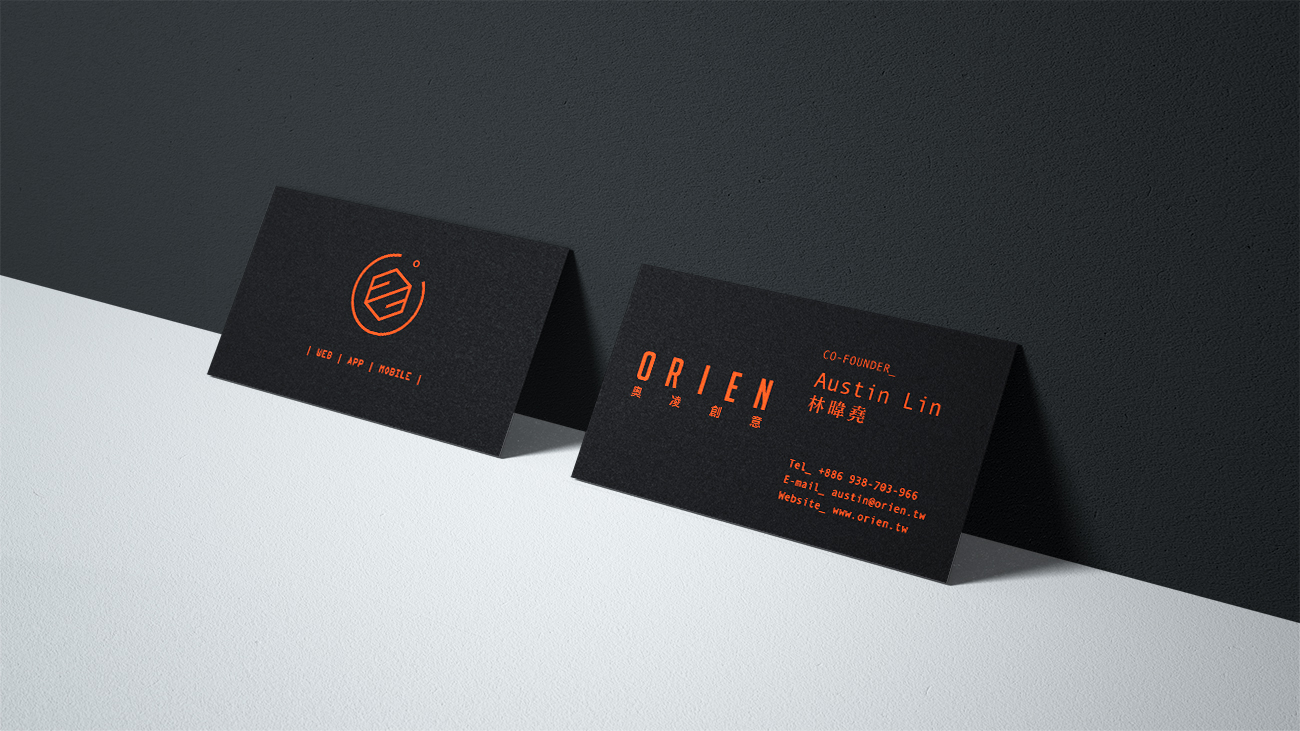 | WEB | APP | MOBILE |
ORIEN
奧凌創意
CO-FOUNDER_
Austin Lin
林暐堯
Tel_ +886 938-703-966
E-mail_ austin@orien.tw
Website_ www.orien.tw